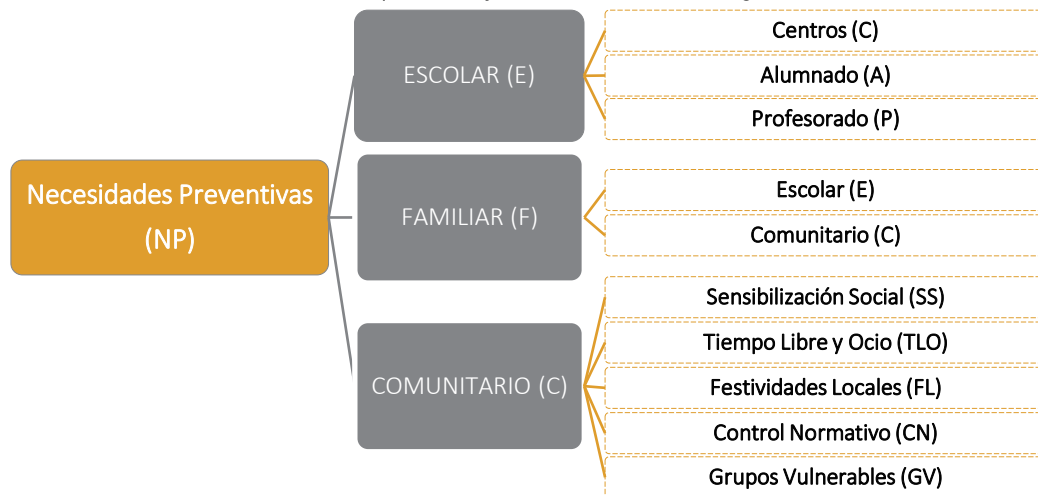 ESCOLAR (E)
Centros (C)
Alumnado (A)
Profesorado (P)
Necesidades Preventivas
(NP)
FAMILIAR (F)
Escolar (E)
Comunitario (C)
COMUNITARIO (C)
Sensibilización Social (SS)
Tiempo Libre y Ocio (TLO)
Festividades Locales (FL)
Control Normativo (CN)
Grupos Vulnerables (GV)